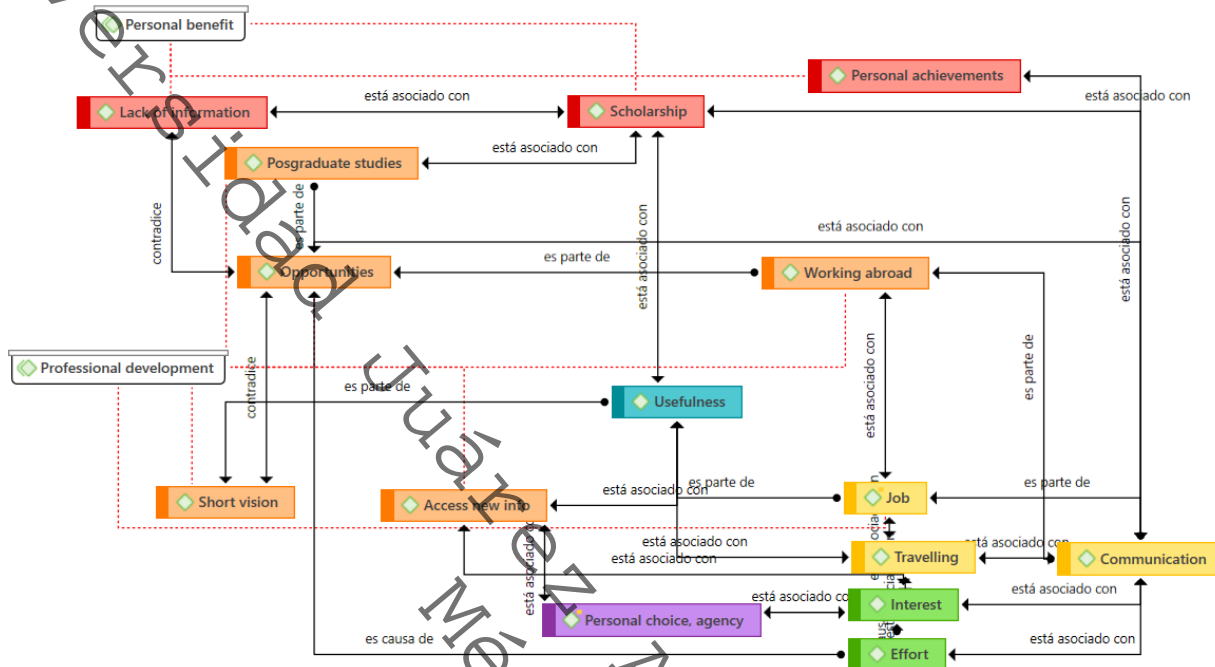 Personal benefit
Personal achievements
está asociado con
está asociado con
Lack of information
Scholarship
está asociado con
Posgraduate studies
es parte de
contradice
está asociado con
está asociado con
está asociado con
es parte de
Opportunities
Working abroad
Professional development
contradice
está asociado con
es parte de
es parte de
Usefulness
Short vision
Access new info
está asociado con
es parte de
Job
es parte de
está asociado con
está asociado con
está asociado con
Travelling
está asociado con
Communication
está asociado
Personal choice, agency
está asociado
Interest
está asociado con
es causa de
Effort
está asociado con
Juárez